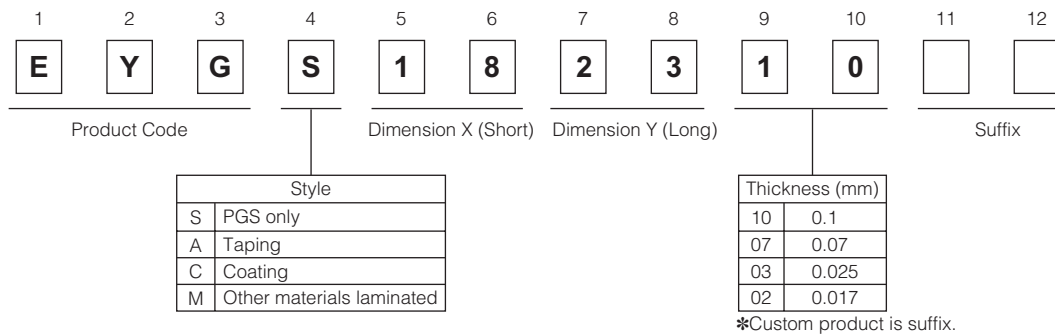 1 2 3 4 5 6 7 8 9 10 11 12
E Y G S 1 8 2 3 1 0
Product Code Dimension X (Short) Dimension Y (Long) Suffix
Style
S PGS only
A Taping
C Coating
M Other materials laminated
Thickness (mm)
10 0.1
07 0.07
03 0.025
02 0.017
✽Custom product is suffix.